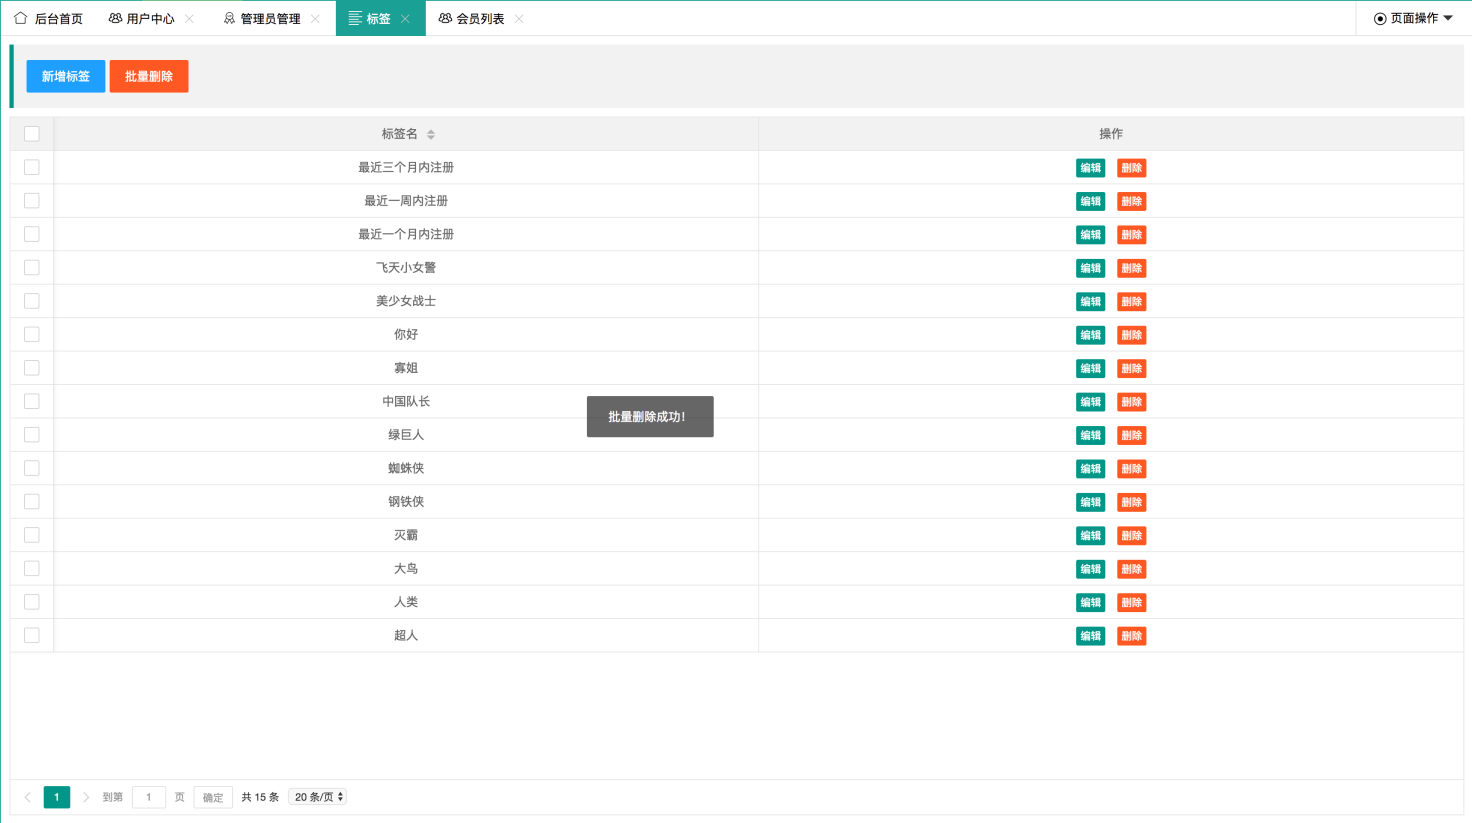 后台首页 用户中心 管理员管理 标签 会员列表 页面操作
新增标签 批量删除
标签名 操作
最近三个月内注册 编辑 删除
最近一周内注册 编辑 删除
最近一个月内注册 编辑 删除
飞天小女警 编辑 删除
美少女战士 编辑 删除
你好 编辑 删除
寡姐 编辑 删除
中国队长 编辑 删除
批量删除成功!
绿巨人 编辑 删除
蜘蛛侠 编辑 删除
钢铁侠 编辑 删除
灭霸 编辑 删除
大鸟 编辑 删除
人类 编辑 删除
超人 编辑 删除
1 到第 1 页 确定 共 15 条 20 条/页